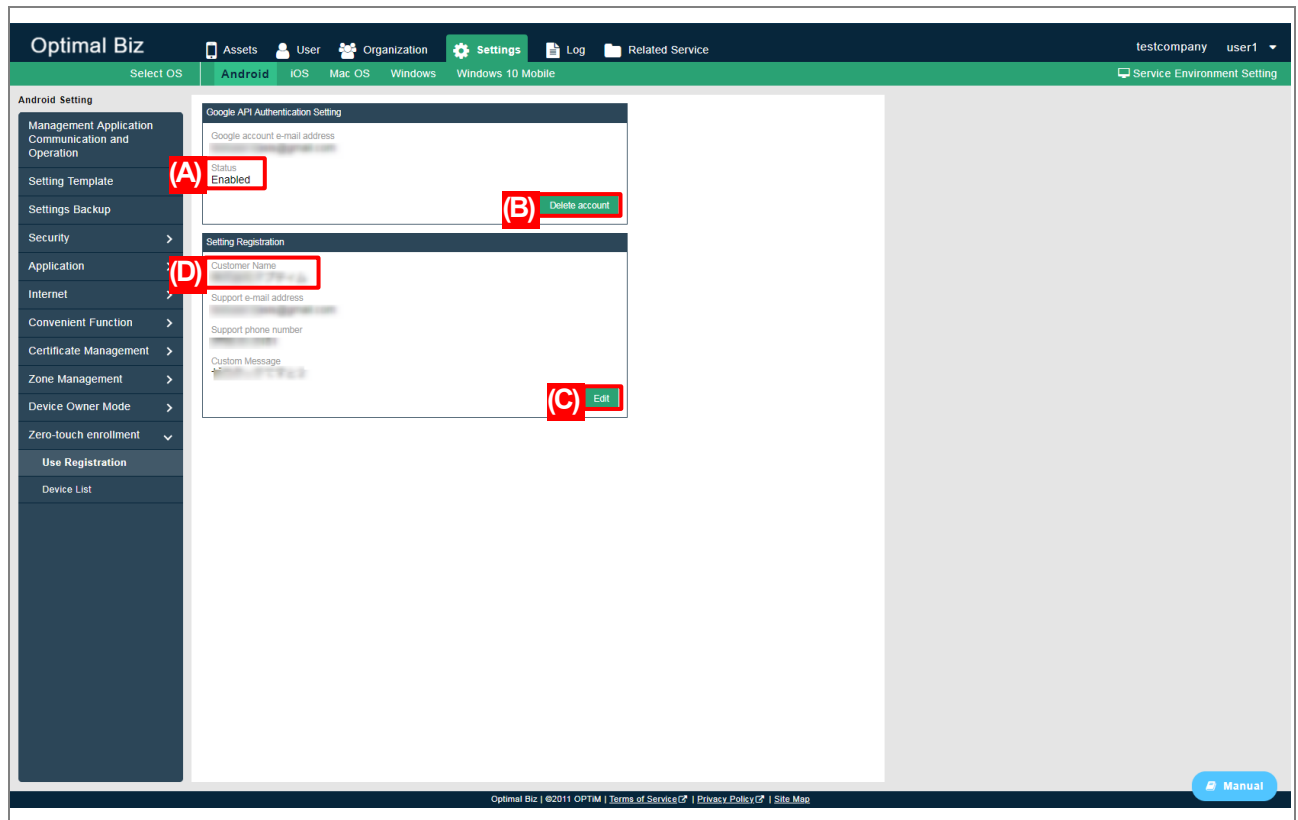 Optimal Biz
Assets User Organization Settings Log Related Service
testcompany user1
Select OS Android iOS Mac OS Windows Windows 10 Mobile
Service Environment Setting
Android Setting
Management Application
Communication and
Operation
Setting Template
Settings Backup
Security
Application
Internet
Convenient Function
Certificate Management
Zone Management
Device Owner Mode
Zero-touch enrollment
Use Registration
Device List
Google API Authentication Setting
Google account e-mail address
(A) Status
Enabled
(B) Delete account
Setting Registration
(D) Customer Name
Support e-mail address
Support phone number
Custom Message
(C) Edit
Manual
Optimal Biz | ©2011 OPTiM | Terms of Service | Privacy Policy | Site Map